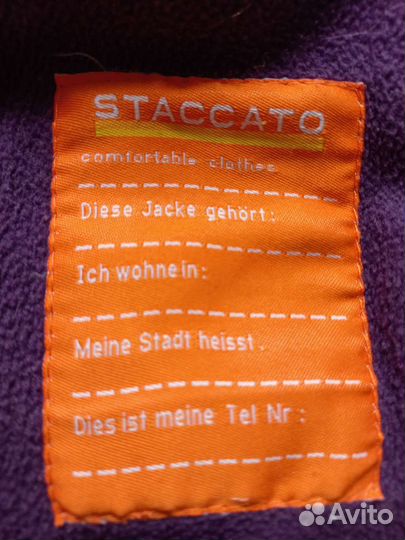 STACCATO
comfortable clothes
Diese Jacke gehört:
Ich wohne in:
Meine Stadt heisst:
Dies ist meine Tel Nr:
Avito